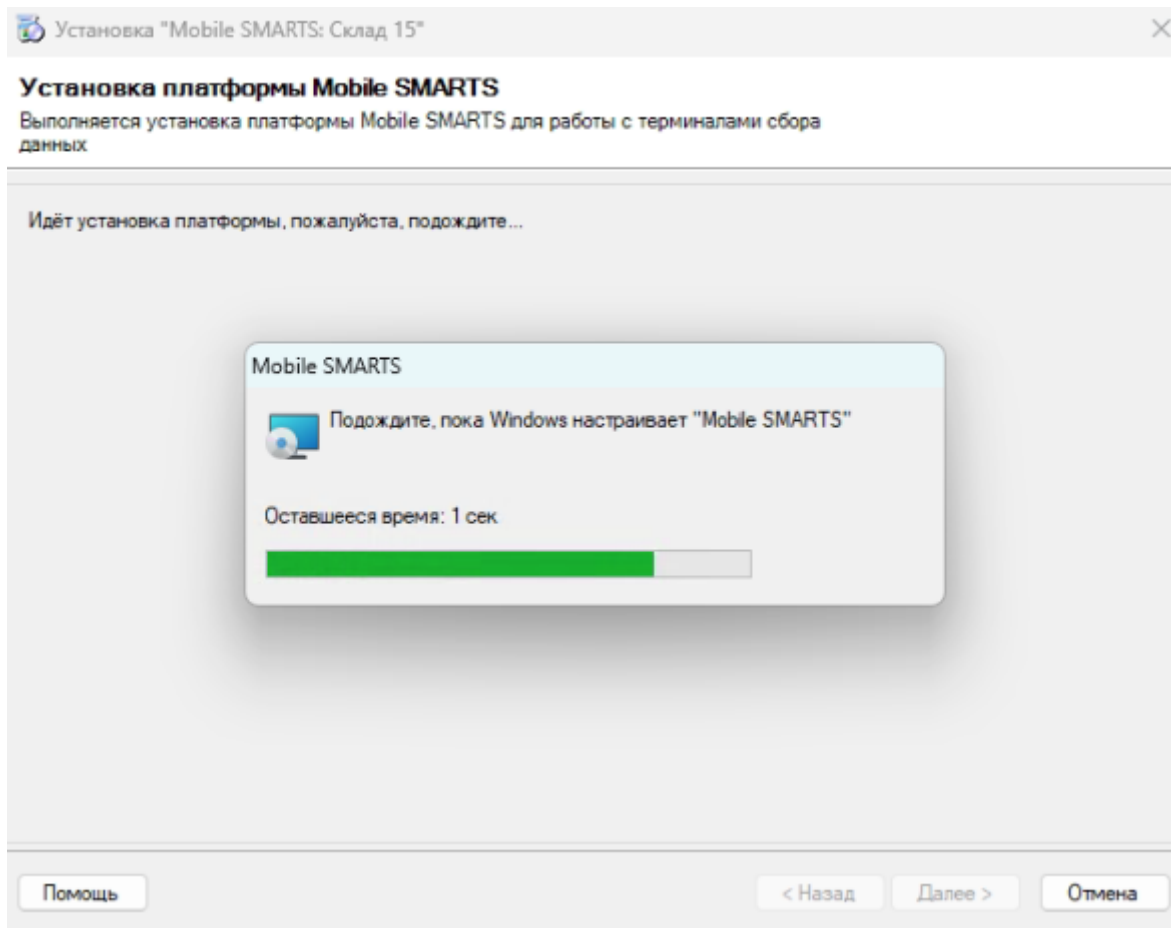 Установка "Mobile SMARTS: Склад 15"
Установка платформы Mobile SMARTS
Выполняется установка платформы Mobile SMARTS для работы с терминалами сбора
данных
Идёт установка платформы, пожалуйста, подождите...
Mobile SMARTS
Подождите, пока Windows настраивает "Mobile SMARTS"
Оставшееся время: 1 сек
Помощь
< Назад
Далее >
Отмена